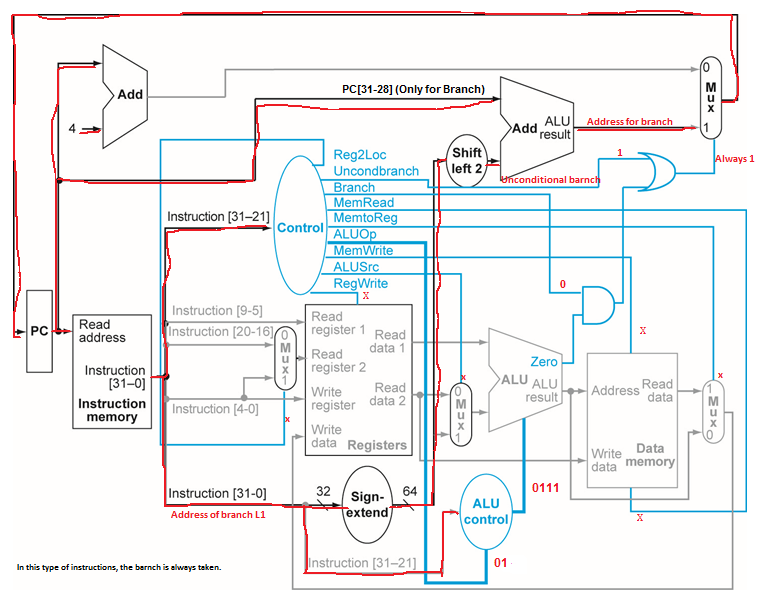 PC[31-28] (Only for Branch)
0
Mux
1
Add
4
Add ALU
result
Address for branch
Shift
left 2
Always 1
1
Unconditional barnch
Reg2Loc
Uncondbranch
Branch
MemRead
MemtoReg
ALUOp
MemWrite
ALUSrc
RegWrite
Control
Instruction [31–21]
0
X
PC
Read
address
Instruction
[31–0]
Instruction
memory
Instruction [9-5]
Instruction [20-16]
Instruction [4-0]
0
Mux
1
x
Read
register 1
Read
register 2
Write
register
Write
data
Read
data 1
Read
data 2
Registers
x
0
Mux
1
Zero
ALU ALU
result
X
Address
Read
data
Write
data
Data
memory
X
x
1
Mux
0
Instruction [31-0]
Address of branch L1
32
Sign-
extend
64
0111
ALU
control
01
Instruction [31–21]
In this type of instructions, the barnch is always taken.